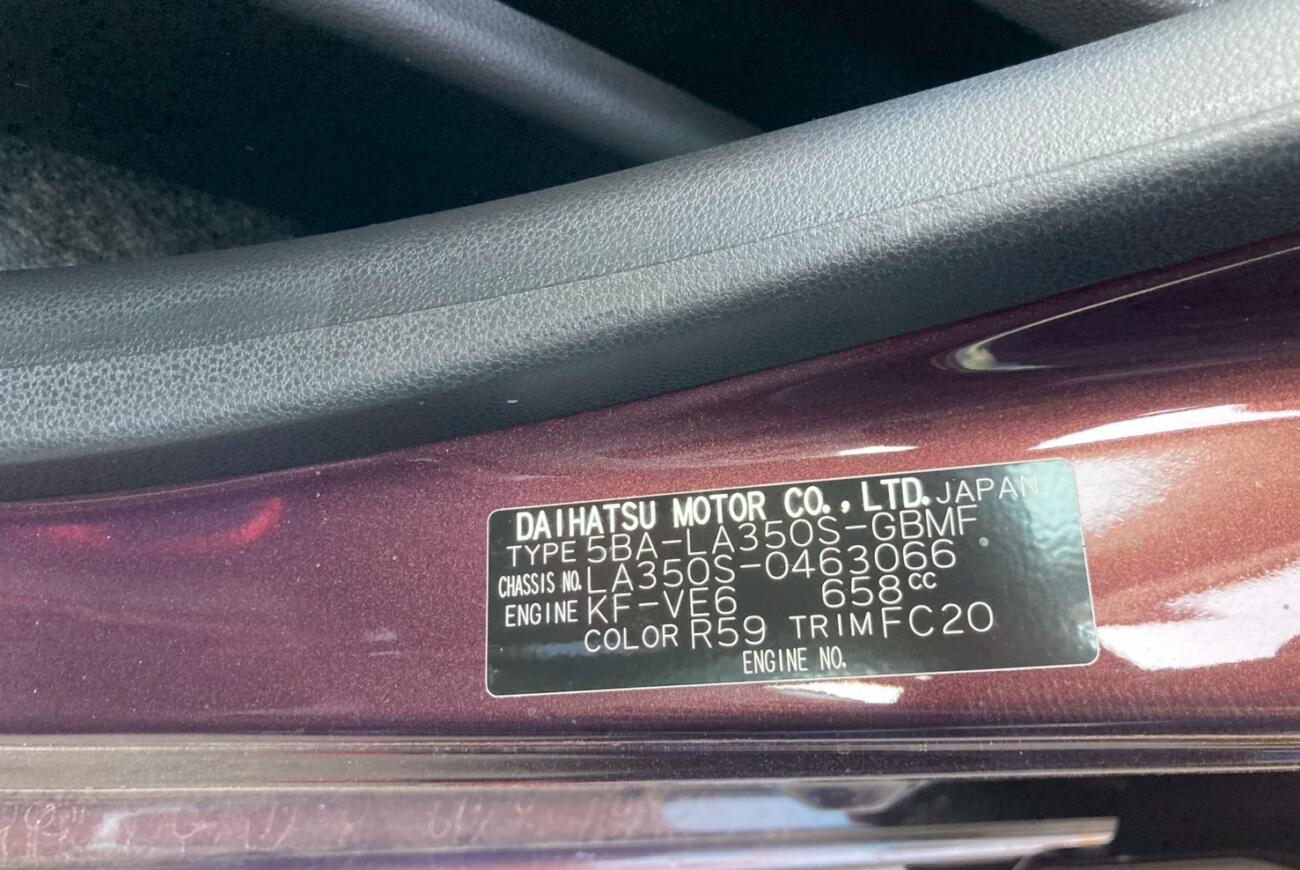 DAIHATSU MOTOR CO., LTD. JAPAN
TYPE 5BA-LA350S-GBMF
CHASSIS NO. LA350S-0463066
ENGINE KF-VE6 658cc
COLOR R59 TRIM FC20
ENGINE NO.